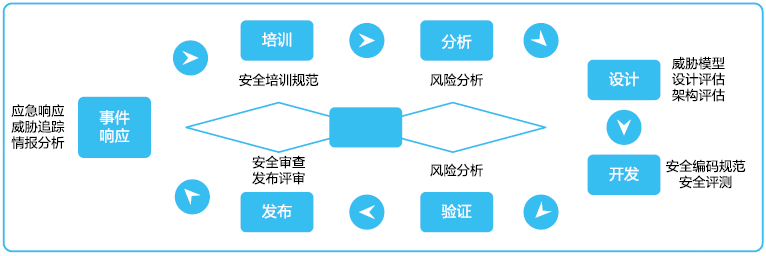 培训
分析
安全培训规范
风险分析
设计
威胁模型
设计评估
架构评估
事件
响应
应急响应
威胁追踪
情报分析
安全审查
发布评审
风险分析
开发
安全编码规范
安全评测
发布
验证